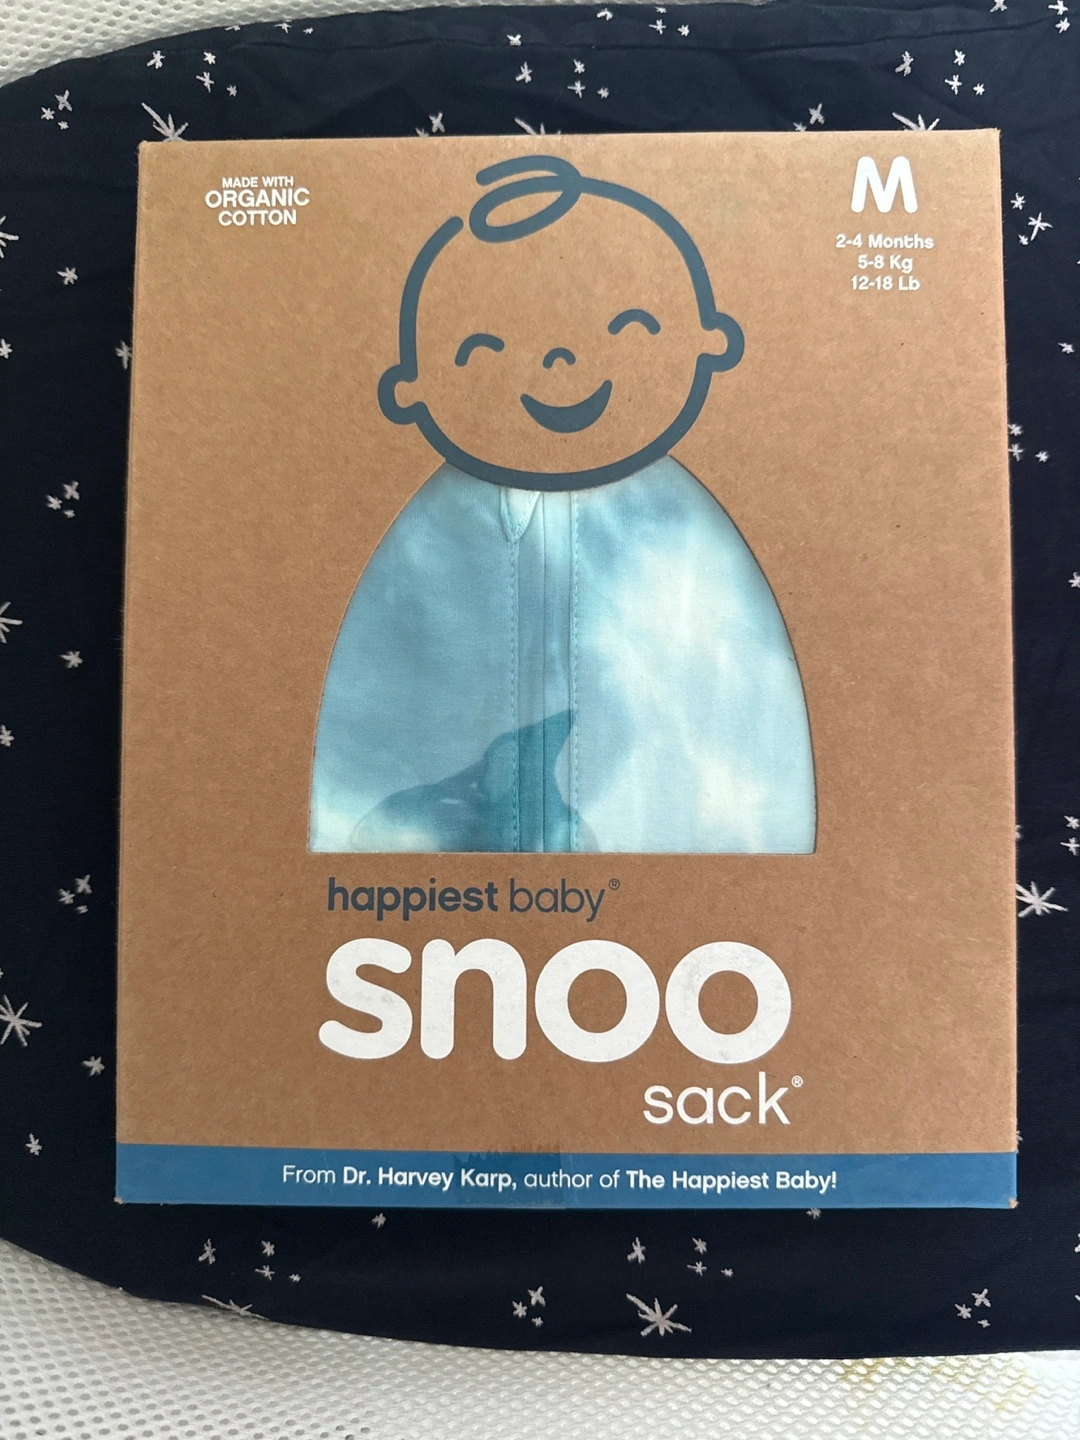 MADE WITH
ORGANIC
COTTON
M
2-4 Months
5-8 Kg
12-18 Lb
happiest baby®
snoo
sack®
From Dr. Harvey Karp, author of The Happiest Baby!